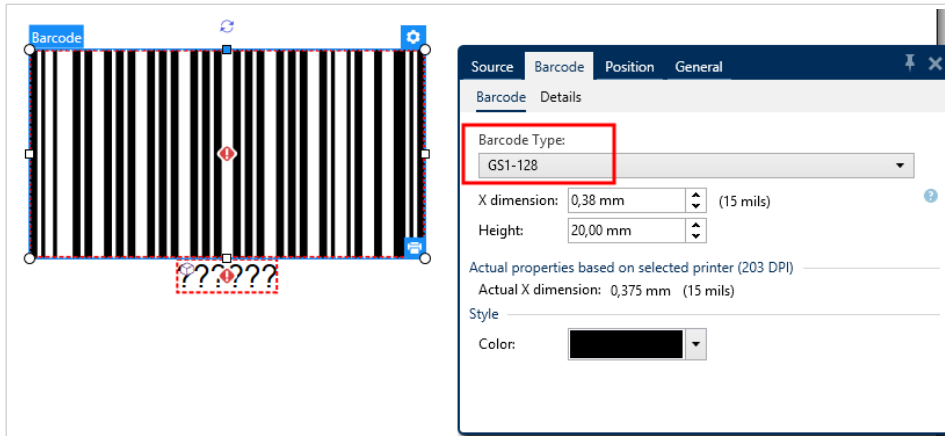 Barcode
??????
Source Barcode Position General
Barcode Details
Barcode Type:
GS1-128
X dimension: 0,38 mm (15 mils)
Height: 20,00 mm
Actual properties based on selected printer (203 DPI)
Actual X dimension: 0,375 mm (15 mils)
Style
Color: